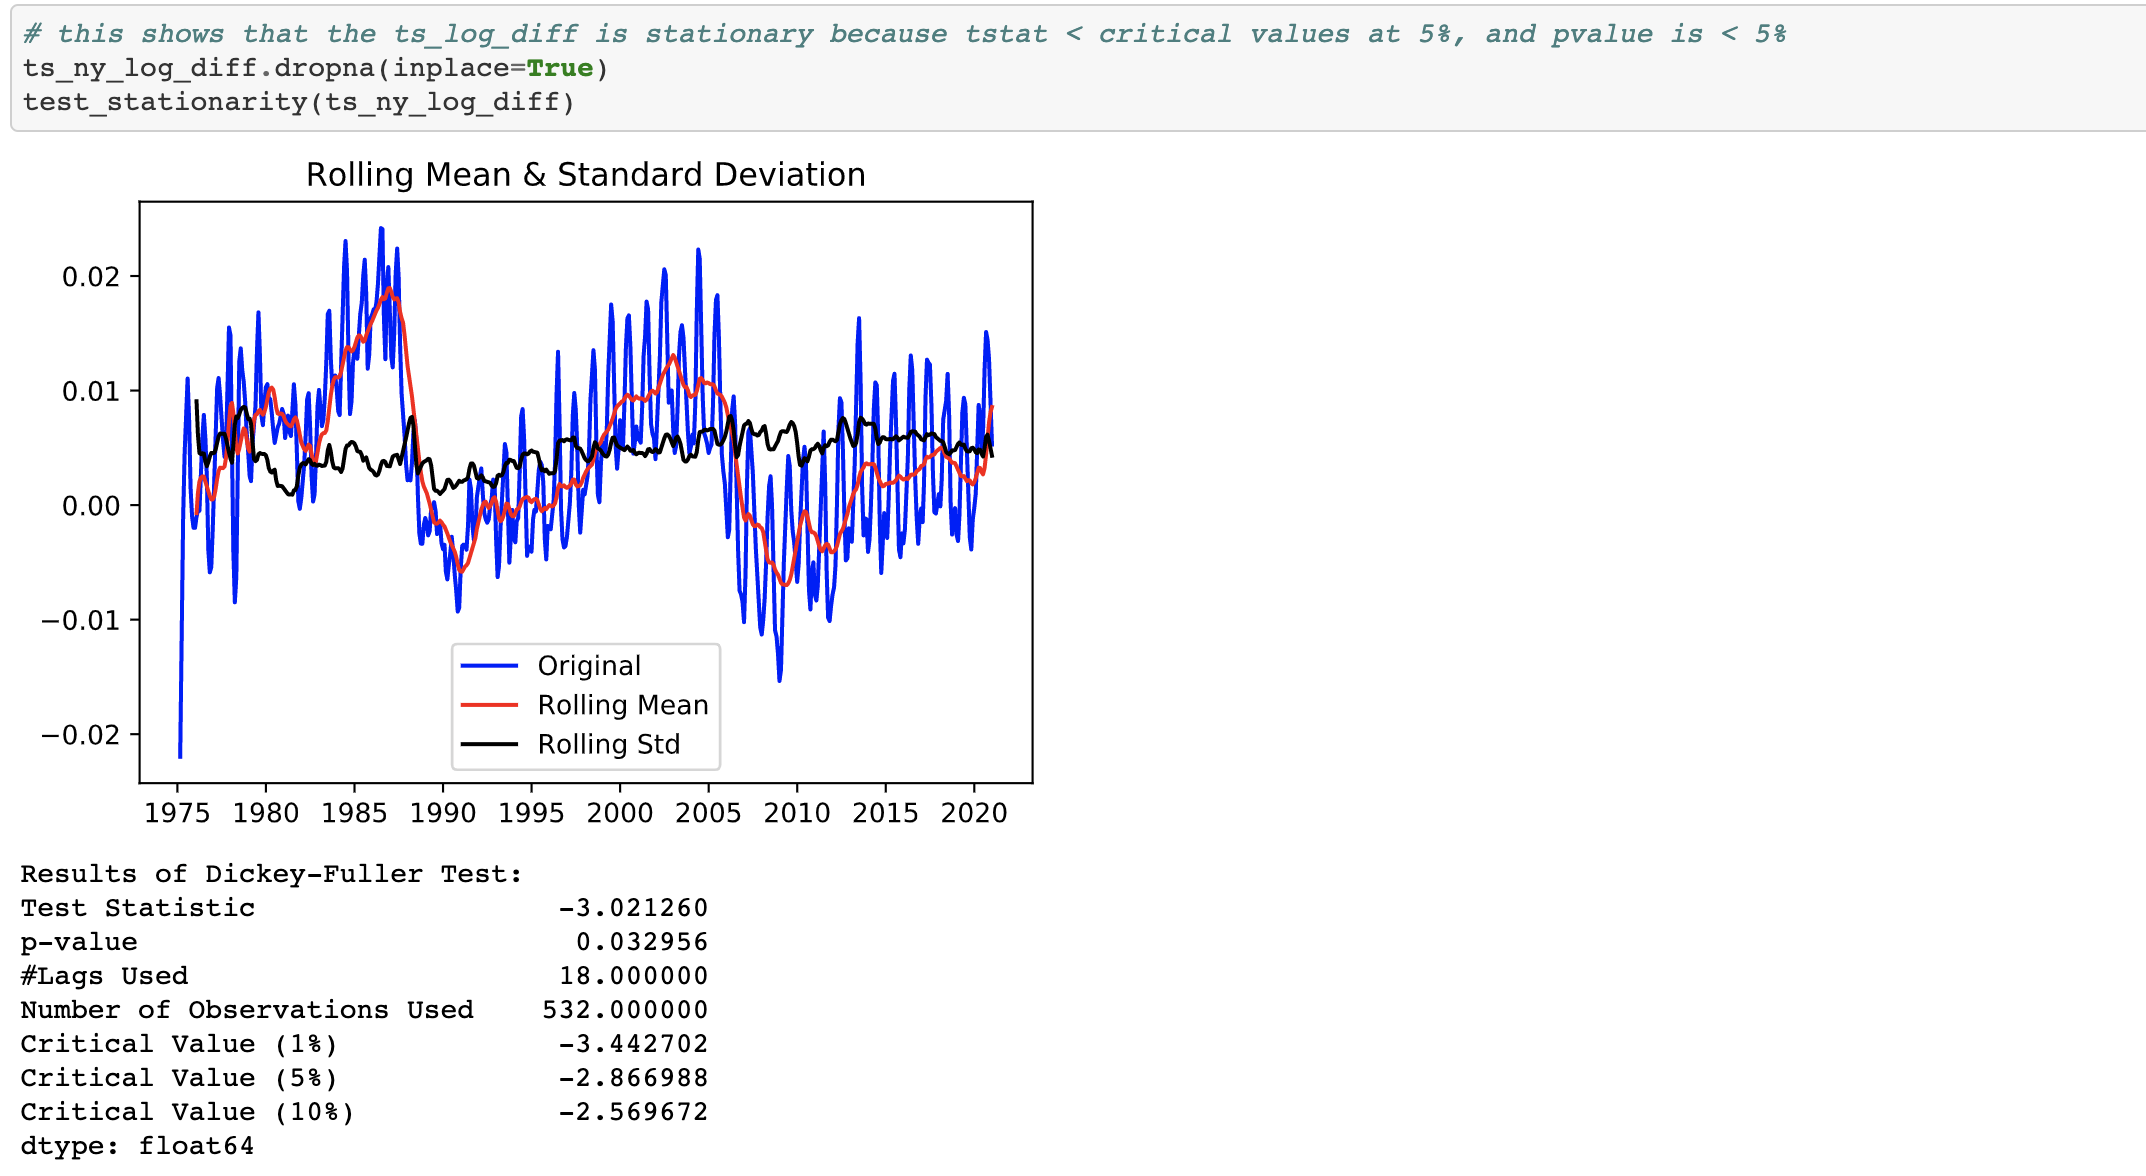 # this shows that the ts_log_diff is stationary because tstat < critical values at 5%, and pvalue is < 5%
ts_ny_log_diff.dropna(inplace=True)
test_stationarity(ts_ny_log_diff)
Rolling Mean & Standard Deviation
0.02
0.01
0.00
−0.01
−0.02
Original
Rolling Mean
Rolling Std
1975 1980 1985 1990 1995 2000 2005 2010 2015 2020
Results of Dickey-Fuller Test:
Test Statistic -3.021260
p-value 0.032956
#Lags Used 18.000000
Number of Observations Used 532.000000
Critical Value (1%) -3.442702
Critical Value (5%) -2.866988
Critical Value (10%) -2.569672
dtype: float64